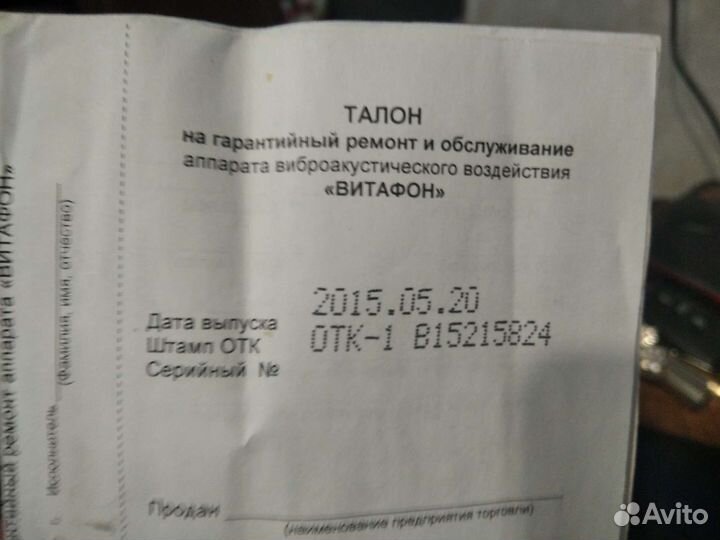 ТАЛОН
на гарантийный ремонт и обслуживание
аппарата виброакустического воздействия
«ВИТАФОН»
2015.05.20
Дата выпуска
ОТК-1 В15215824
Штамп ОТК
Серийный №
Продан
(наименование предприятия торговли)
ремонт аппарата «ВИТАФОН»
Исполнитель
(фамилия, имя, отчество)
Avito